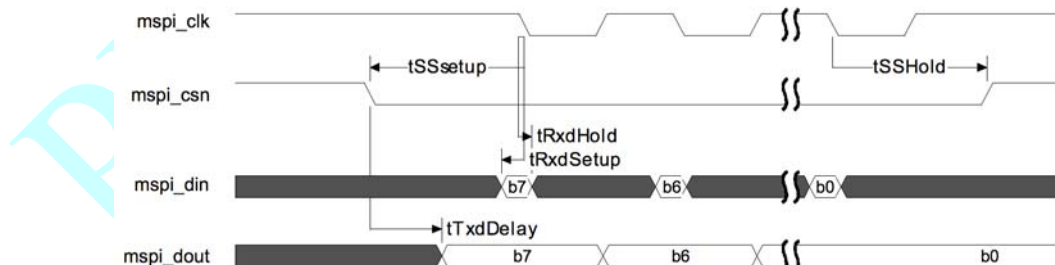 mspi_clk
tSSsetup
tSSHold
mspi_csn
tRxdHold
tRxdSetup
mspi_din
b7
b6
b0
tTxdDelay
mspi_dout
b7
b6
b0